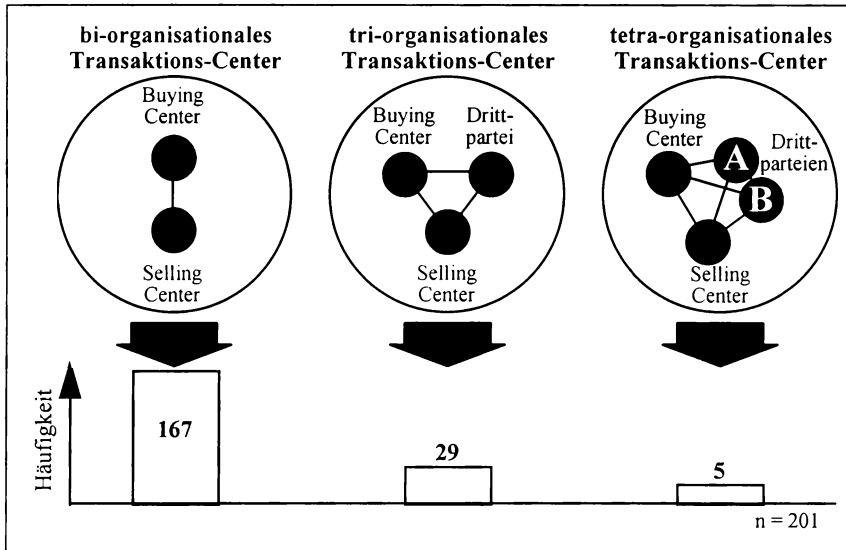 bi-organisationales
Transaktions-Center
Buying
Center
Selling
Center
tri-organisationales
Transaktions-Center
Buying
Center
Dritt-
partei
Selling
Center
tetra-organisationales
Transaktions-Center
Buying
Center
A
B
Dritt-
parteien
Selling
Center
Häufigkeit
167
29
5
n = 201